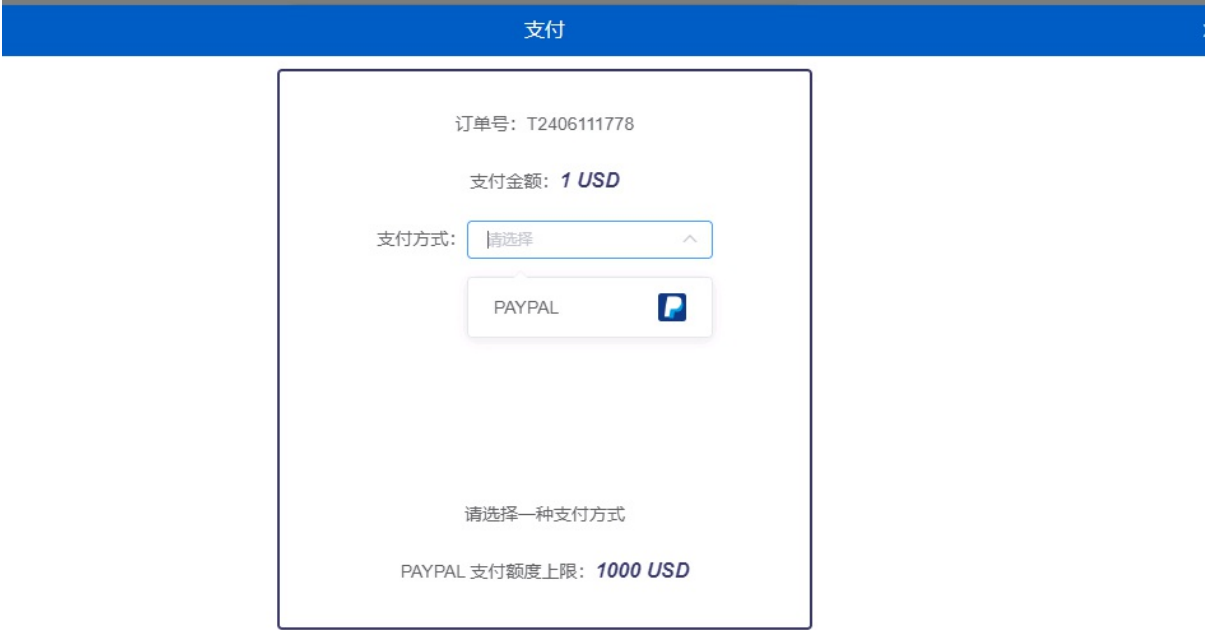 支付
订单号：T2406111778
支付金额：1 USD
支付方式：请选择
PAYPAL
请选择一种支付方式
PAYPAL 支付额度上限：1000 USD